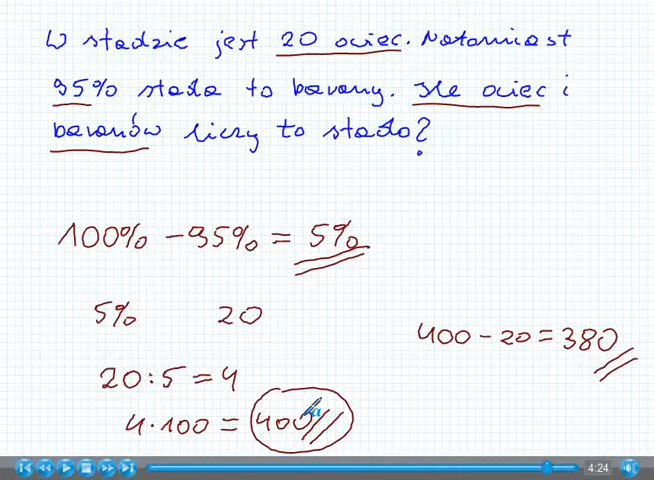 W stadzie jest 20 owiec. Natomiast
95% stada to barany. Ile owiec i
baranów liczy to stado?
100% - 95% = 5%
5% 20
400 - 20 = 380
20 : 5 = 4
4 · 100 = 400
4:24